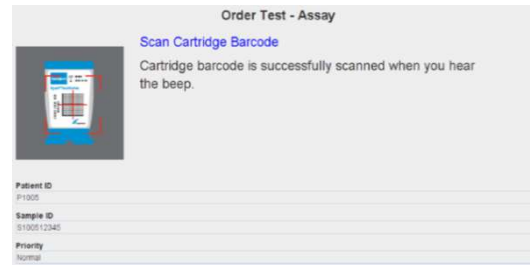 Order Test - Assay
Scan Cartridge Barcode
Cartridge barcode is successfully scanned when you hear
the beep.
Patient ID
P1005
Sample ID
S100512345
Priority
Normal